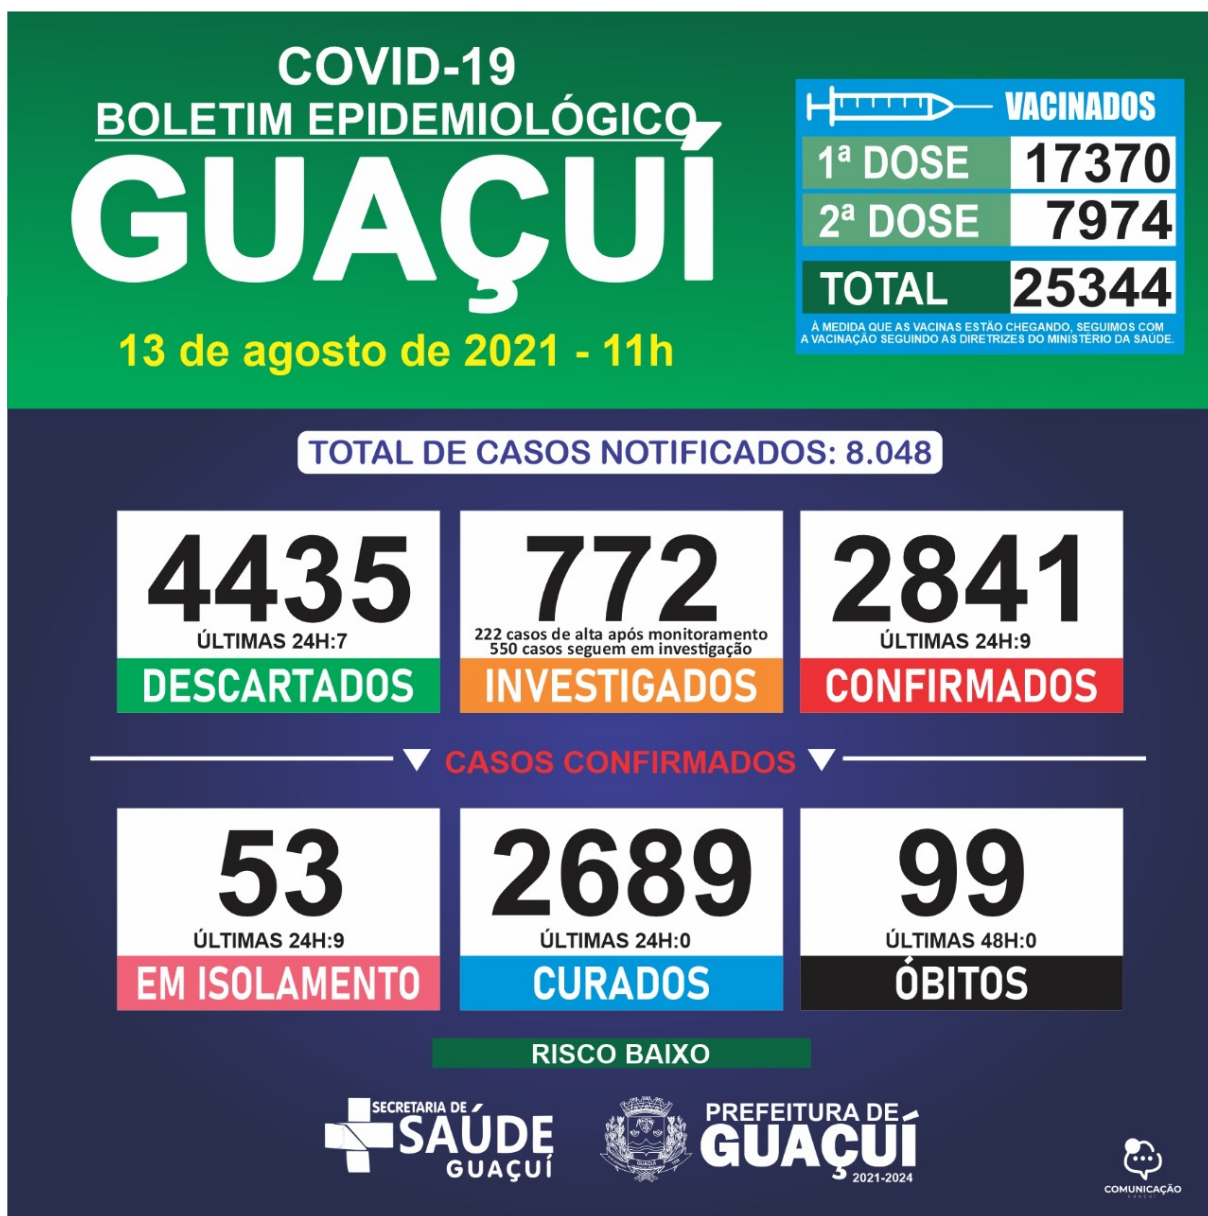 COVID-19
BOLETIM EPIDEMIOLÓGICO
GUAÇUÍ
13 de agosto de 2021 - 11h
VACINADOS
1ª DOSE 17370
2ª DOSE 7974
TOTAL 25344
À MEDIDA QUE AS VACINAS ESTÃO CHEGANDO, SEGUIMOS COM
A VACINAÇÃO SEGUINDO AS DIRETRIZES DO MINISTÉRIO DA SAÚDE.
TOTAL DE CASOS NOTIFICADOS: 8.048
4435
ÚLTIMAS 24H:7
DESCARTADOS
772
222 casos de alta após monitoramento
550 casos seguem em investigação
INVESTIGADOS
2841
ÚLTIMAS 24H:9
CONFIRMADOS
CASOS CONFIRMADOS
53
ÚLTIMAS 24H:9
EM ISOLAMENTO
2689
ÚLTIMAS 24H:0
CURADOS
99
ÚLTIMAS 48H:0
ÓBITOS
RISCO BAIXO
SECRETARIA DE
SAÚDE
GUAÇUÍ
PREFEITURA DE
GUAÇUÍ
2021-2024
COMUNICAÇÃO
GUAÇUÍ